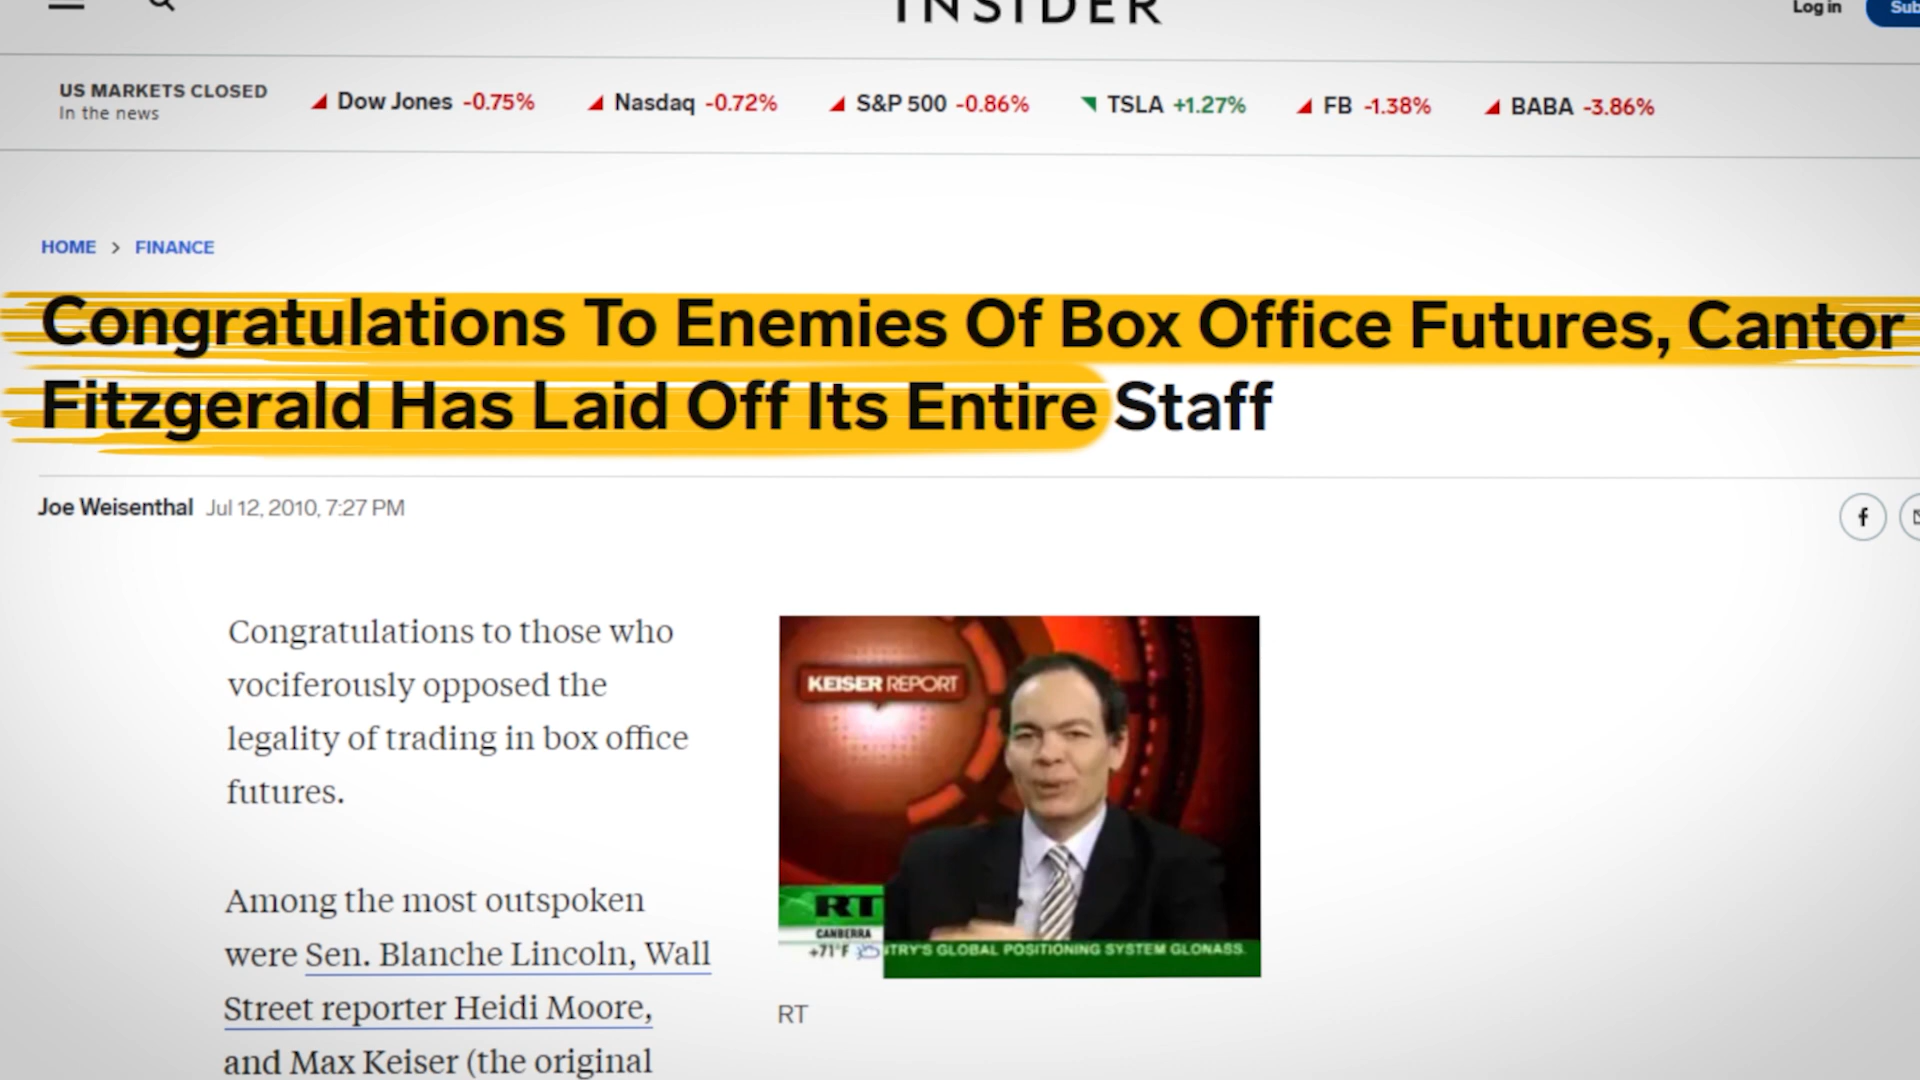 INSIDER
Log in
Sub
US MARKETS CLOSED
In the news
Dow Jones -0.75%
Nasdaq -0.72%
S&P 500 -0.86%
TSLA +1.27%
FB -1.38%
BABA -3.86%
HOME > FINANCE
Congratulations To Enemies Of Box Office Futures, Cantor
Fitzgerald Has Laid Off Its Entire Staff
Joe Weisenthal Jul 12, 2010, 7:27 PM
f
Congratulations to those who
vociferously opposed the
legality of trading in box office
futures.
Among the most outspoken
were Sen. Blanche Lincoln, Wall
Street reporter Heidi Moore,
and Max Keiser (the original
KEISER REPORT
RT
CANBERRA
+71°F
TRY'S GLOBAL POSITIONING SYSTEM GLONASS.
RT